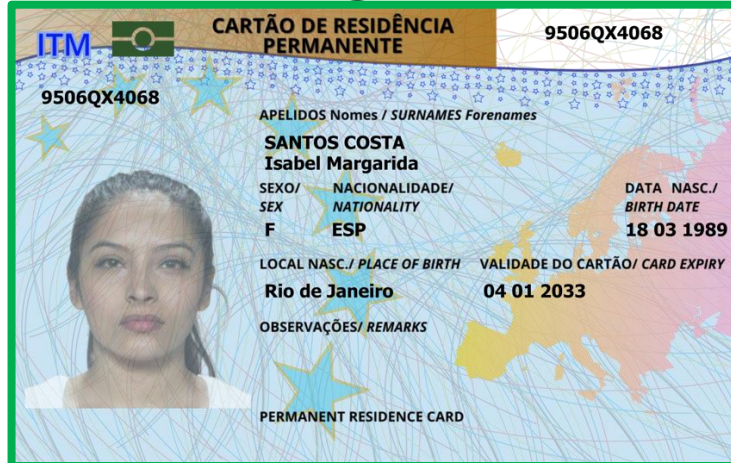 ITM
CARTÃO DE RESIDÊNCIA
PERMANENTE
9506QX4068
9506QX4068
APELIDOS Nomes / SURNAMES Forenames
SANTOS COSTA
Isabel Margarida
SEXO/ NACIONALIDADE/ DATA NASC./
SEX NATIONALITY BIRTH DATE
F ESP 18 03 1989
LOCAL NASC./ PLACE OF BIRTH VALIDADE DO CARTÃO/ CARD EXPIRY
Rio de Janeiro 04 01 2033
OBSERVAÇÕES/ REMARKS
PERMANENT RESIDENCE CARD